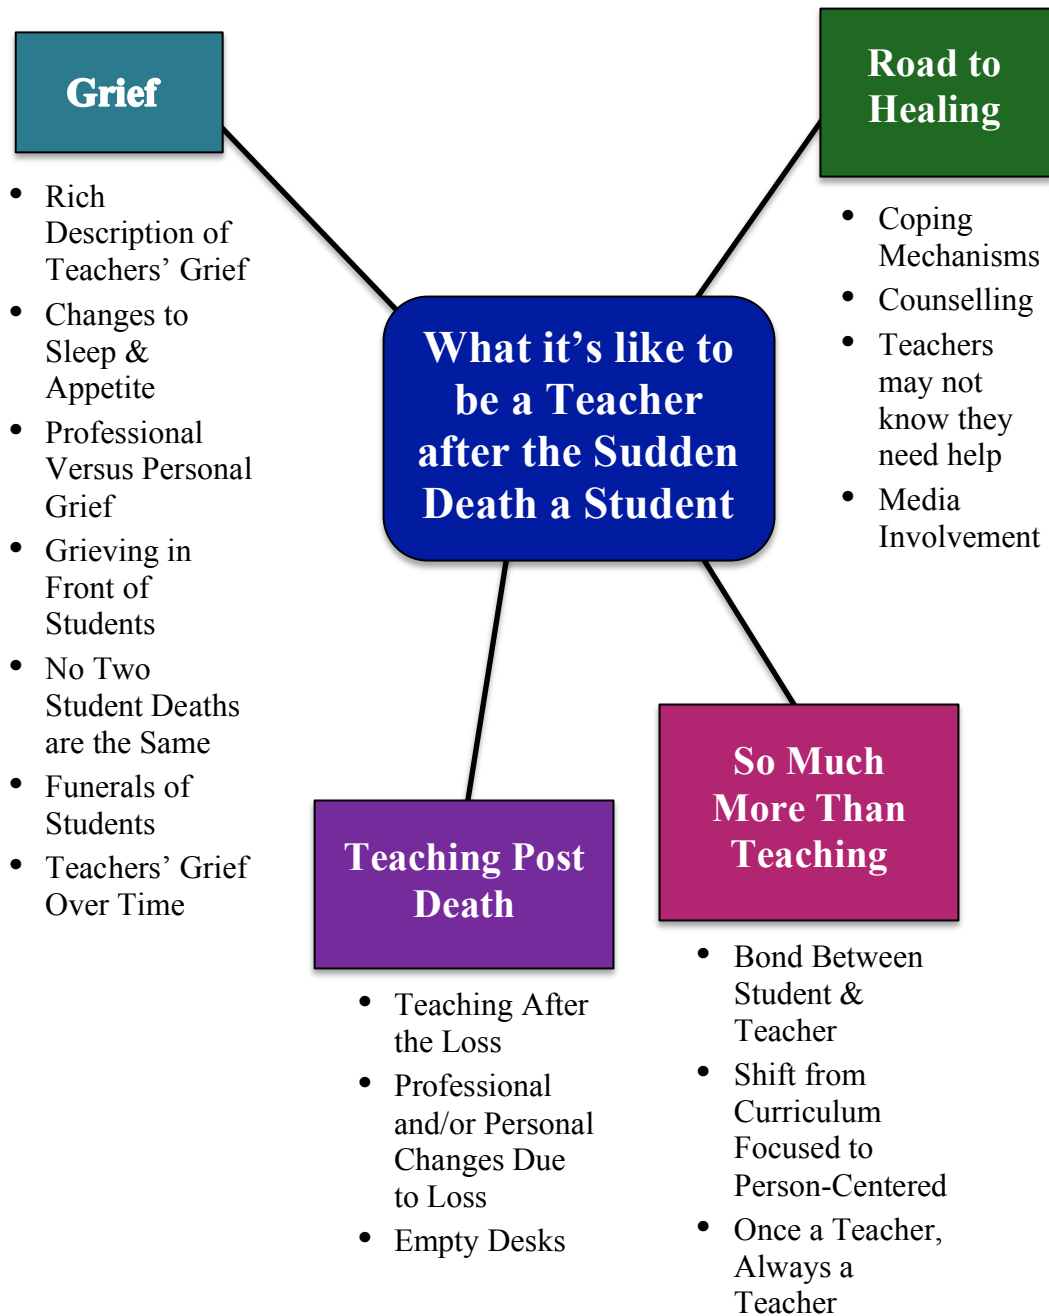 Grief
• Rich
Description of
Teachers’ Grief
• Changes to
Sleep &
Appetite
• Professional
Versus Personal
Grief
• Grieving in
Front of
Students
• No Two
Student Deaths
are the Same
• Funerals of
Students
• Teachers’ Grief
Over Time
Road to
Healing
• Coping
Mechanisms
• Counselling
• Teachers
may not
know they
need help
• Media
Involvement
What it’s like to
be a Teacher
after the Sudden
Death a Student
Teaching Post
Death
• Teaching After
the Loss
• Professional
and/or Personal
Changes Due
to Loss
• Empty Desks
So Much
More Than
Teaching
• Bond Between
Student &
Teacher
• Shift from
Curriculum
Focused to
Person-Centered
• Once a Teacher,
Always a
Teacher